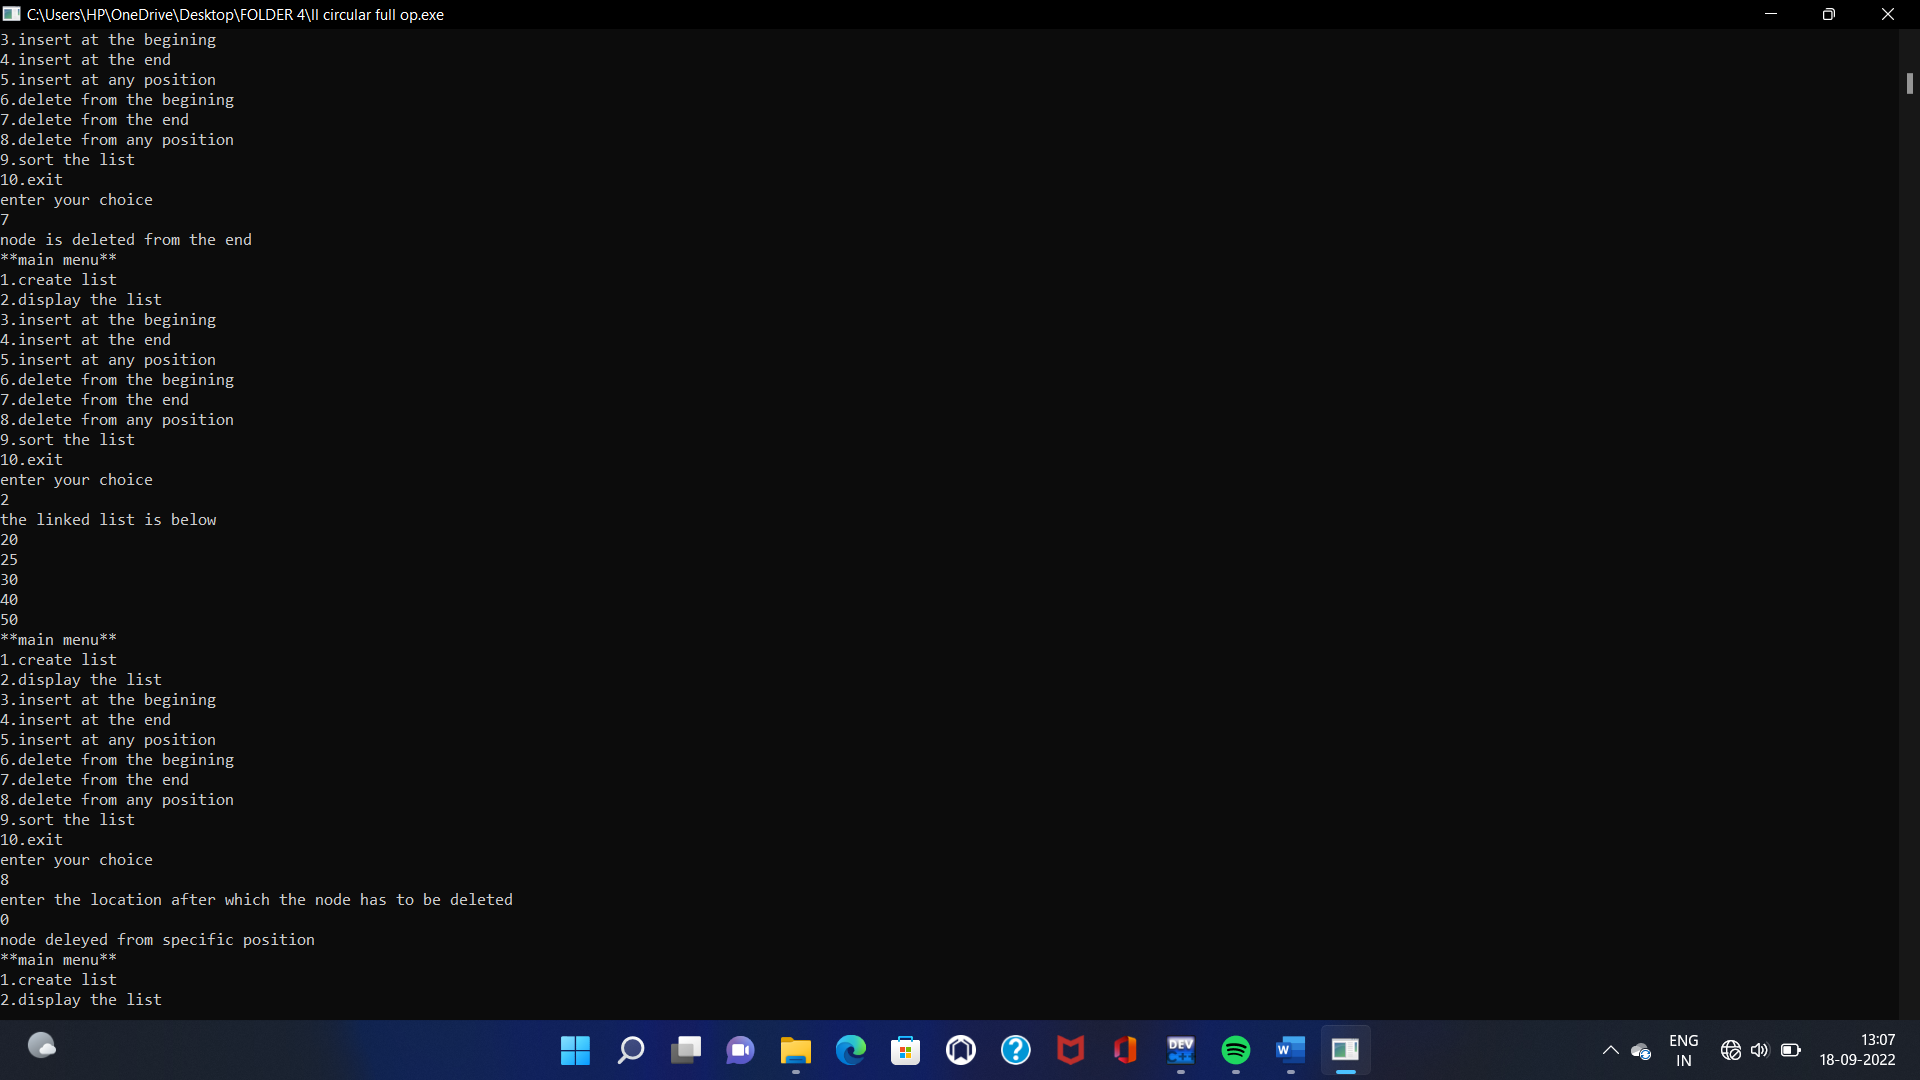 C:\Users\HP\OneDrive\Desktop\FOLDER 4\ll circular full op.exe
3.insert at the begining
4.insert at the end
5.insert at any position
6.delete from the begining
7.delete from the end
8.delete from any position
9.sort the list
10.exit
enter your choice
7
node is deleted from the end
**main menu**
1.create list
2.display the list
3.insert at the begining
4.insert at the end
5.insert at any position
6.delete from the begining
7.delete from the end
8.delete from any position
9.sort the list
10.exit
enter your choice
2
the linked list is below
20
25
30
40
50
**main menu**
1.create list
2.display the list
3.insert at the begining
4.insert at the end
5.insert at any position
6.delete from the begining
7.delete from the end
8.delete from any position
9.sort the list
10.exit
enter your choice
8
enter the location after which the node has to be deleted
0
node deleyed from specific position
**main menu**
1.create list
2.display the list
DEV
C++
W
ENG
IN
13:07
18-09-2022